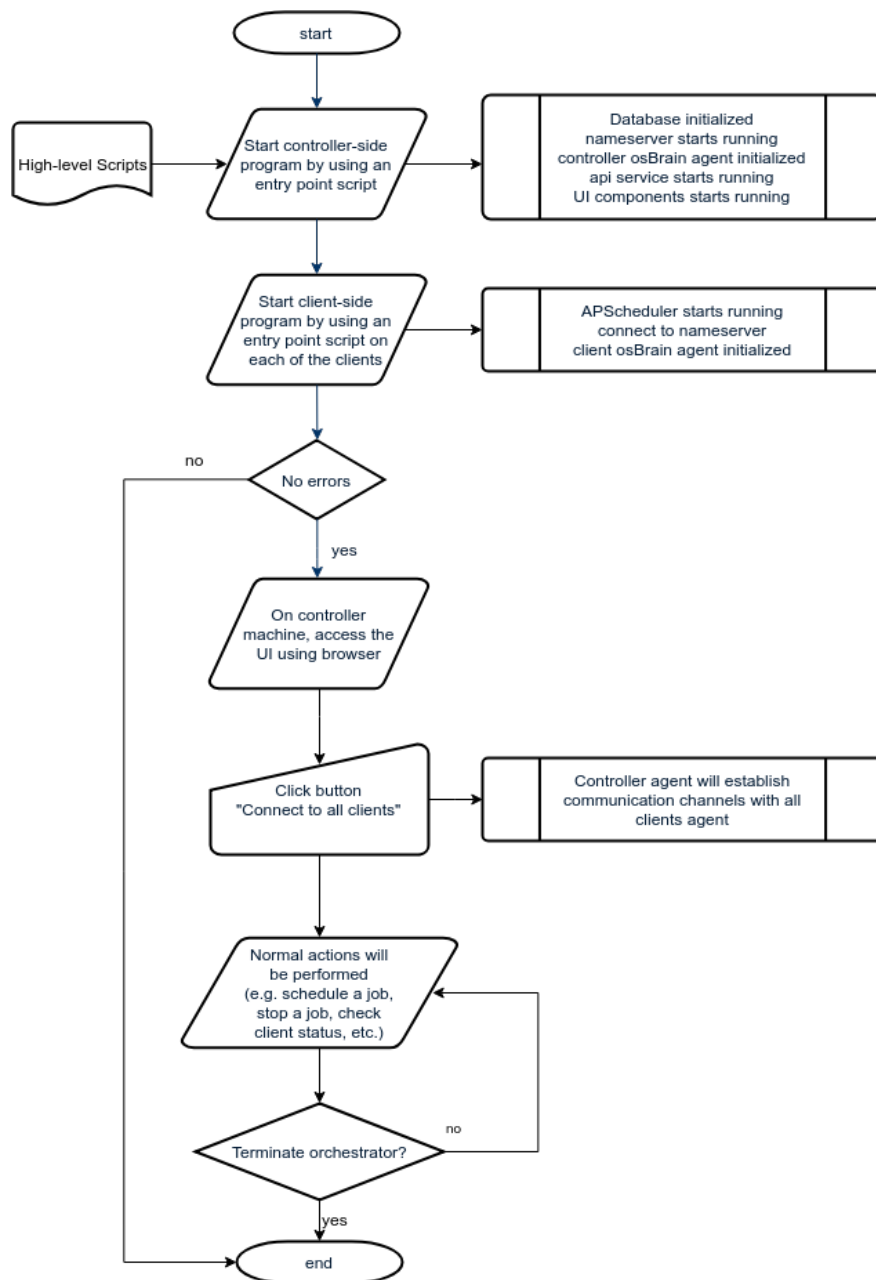 start
High-level Scripts
Start controller-side
program by using an
entry point script
Database initialized
nameserver starts running
controller osBrain agent initialized
api service starts running
UI components starts running
Start client-side
program by using an
entry point script on
each of the clients
APScheduler starts running
connect to nameserver
client osBrain agent initialized
no
No errors
yes
On controller
machine, access the
UI using browser
Click button
"Connect to all clients"
Controller agent will establish
communication channels with all
clients agent
Normal actions will
be performed
(e.g. schedule a job,
stop a job, check
client status, etc.)
no
Terminate orchestrator?
yes
end